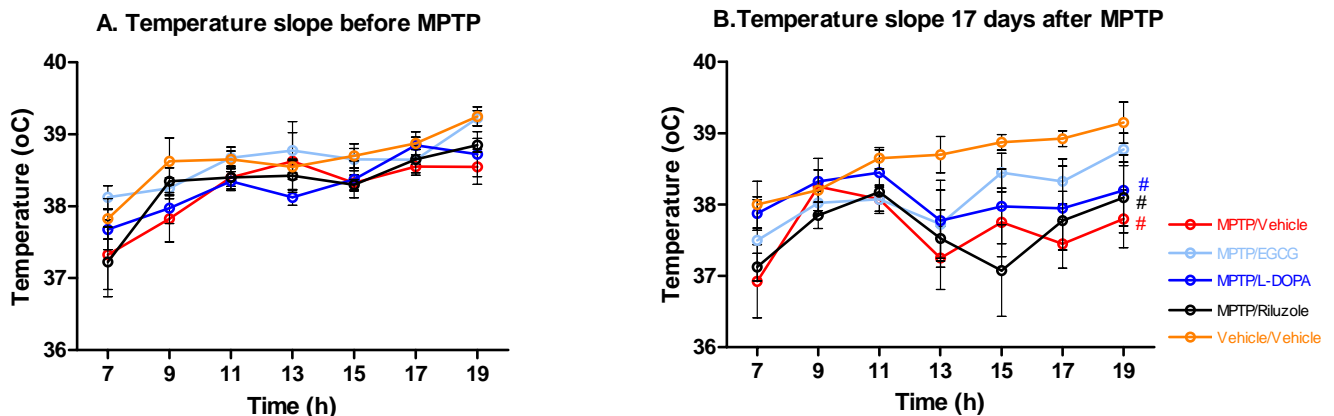 A. Temperature slope before MPTP
40
39
38
37
36
Temperature (oC)
7 9 11 13 15 17 19
Time (h)
B.Temperature slope 17 days after MPTP
40
39
38
37
36
Temperature (oC)
7 9 11 13 15 17 19
Time (h)
#
#
#
MPTP/Vehicle
MPTP/EGCG
MPTP/L-DOPA
MPTP/Riluzole
Vehicle/Vehicle